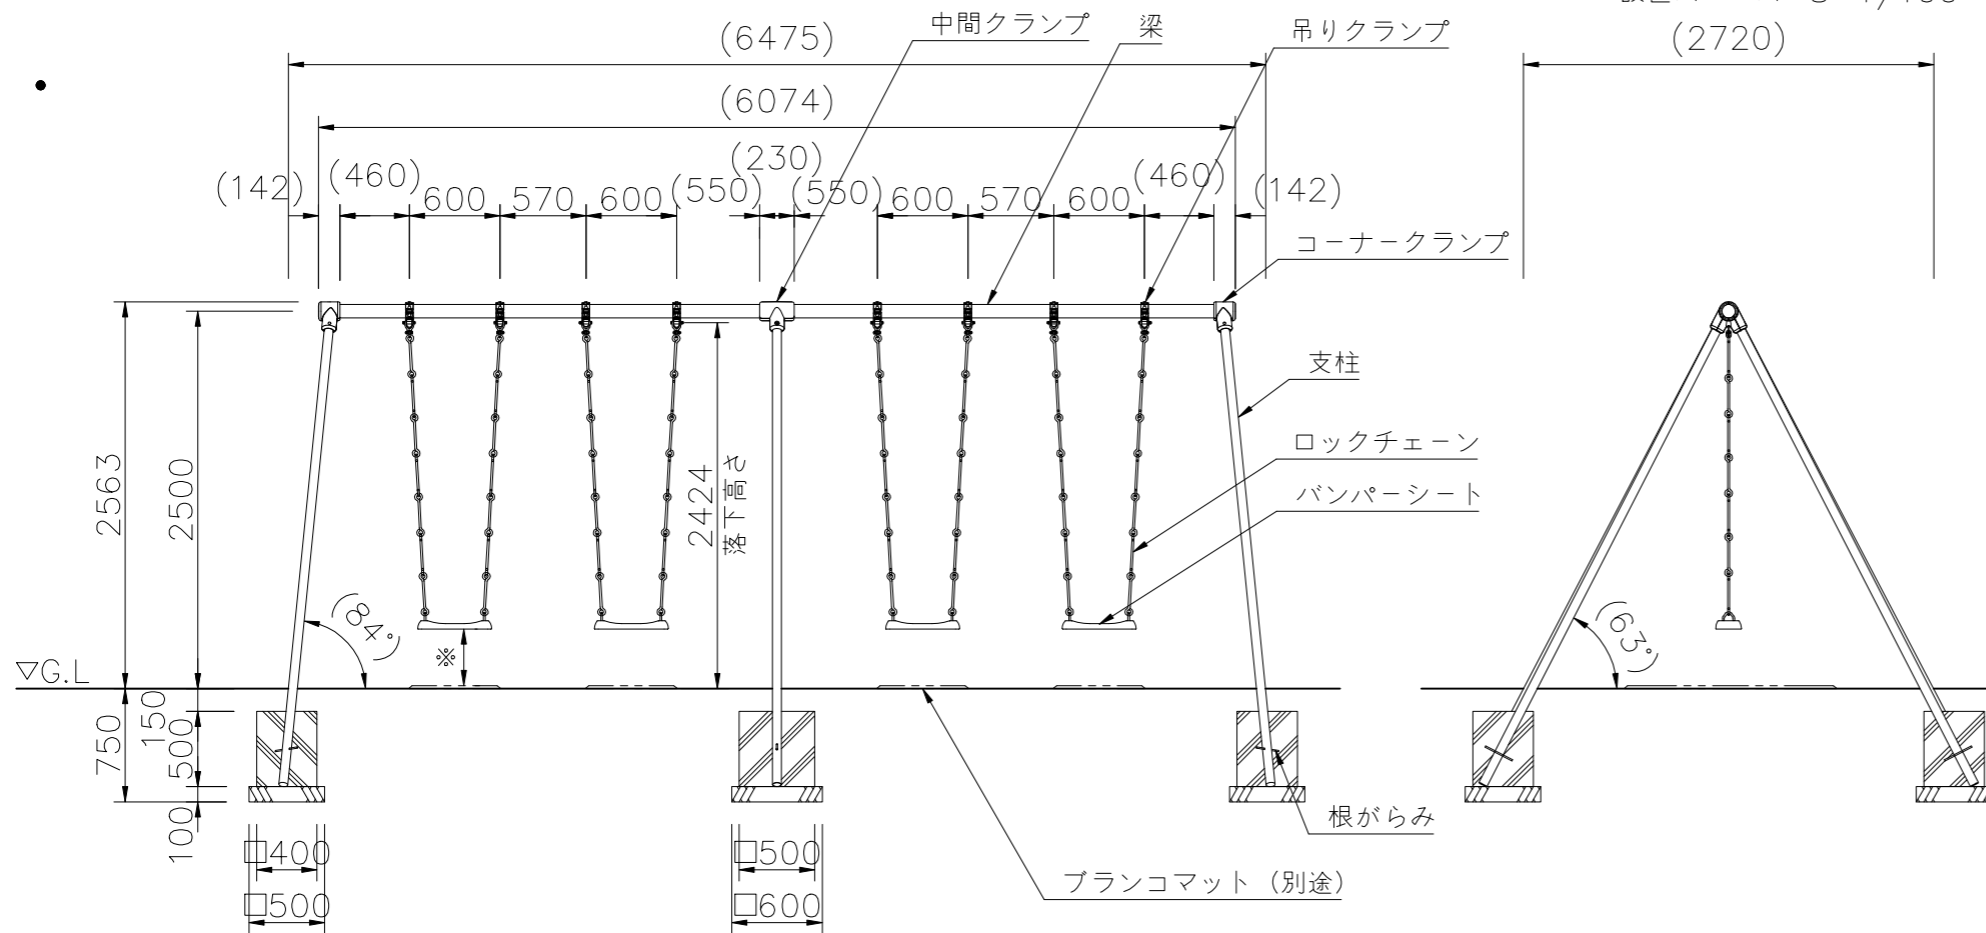 (6475)
中間クランプ
梁
吊りクランプ
(2720)
(6074)
(230)
(142)
(460)
600
570
600
(550)
(550)
600
570
600
(460)
(142)
コーナークランプ
支柱
ロックチェーン
バンパーシート
2563
2500
2424
落下高さ
(84°)
(63°)
※
▽G.L
750
150
500
100
□400
□500
□500
□600
根がらみ
ブランコマット（別途）